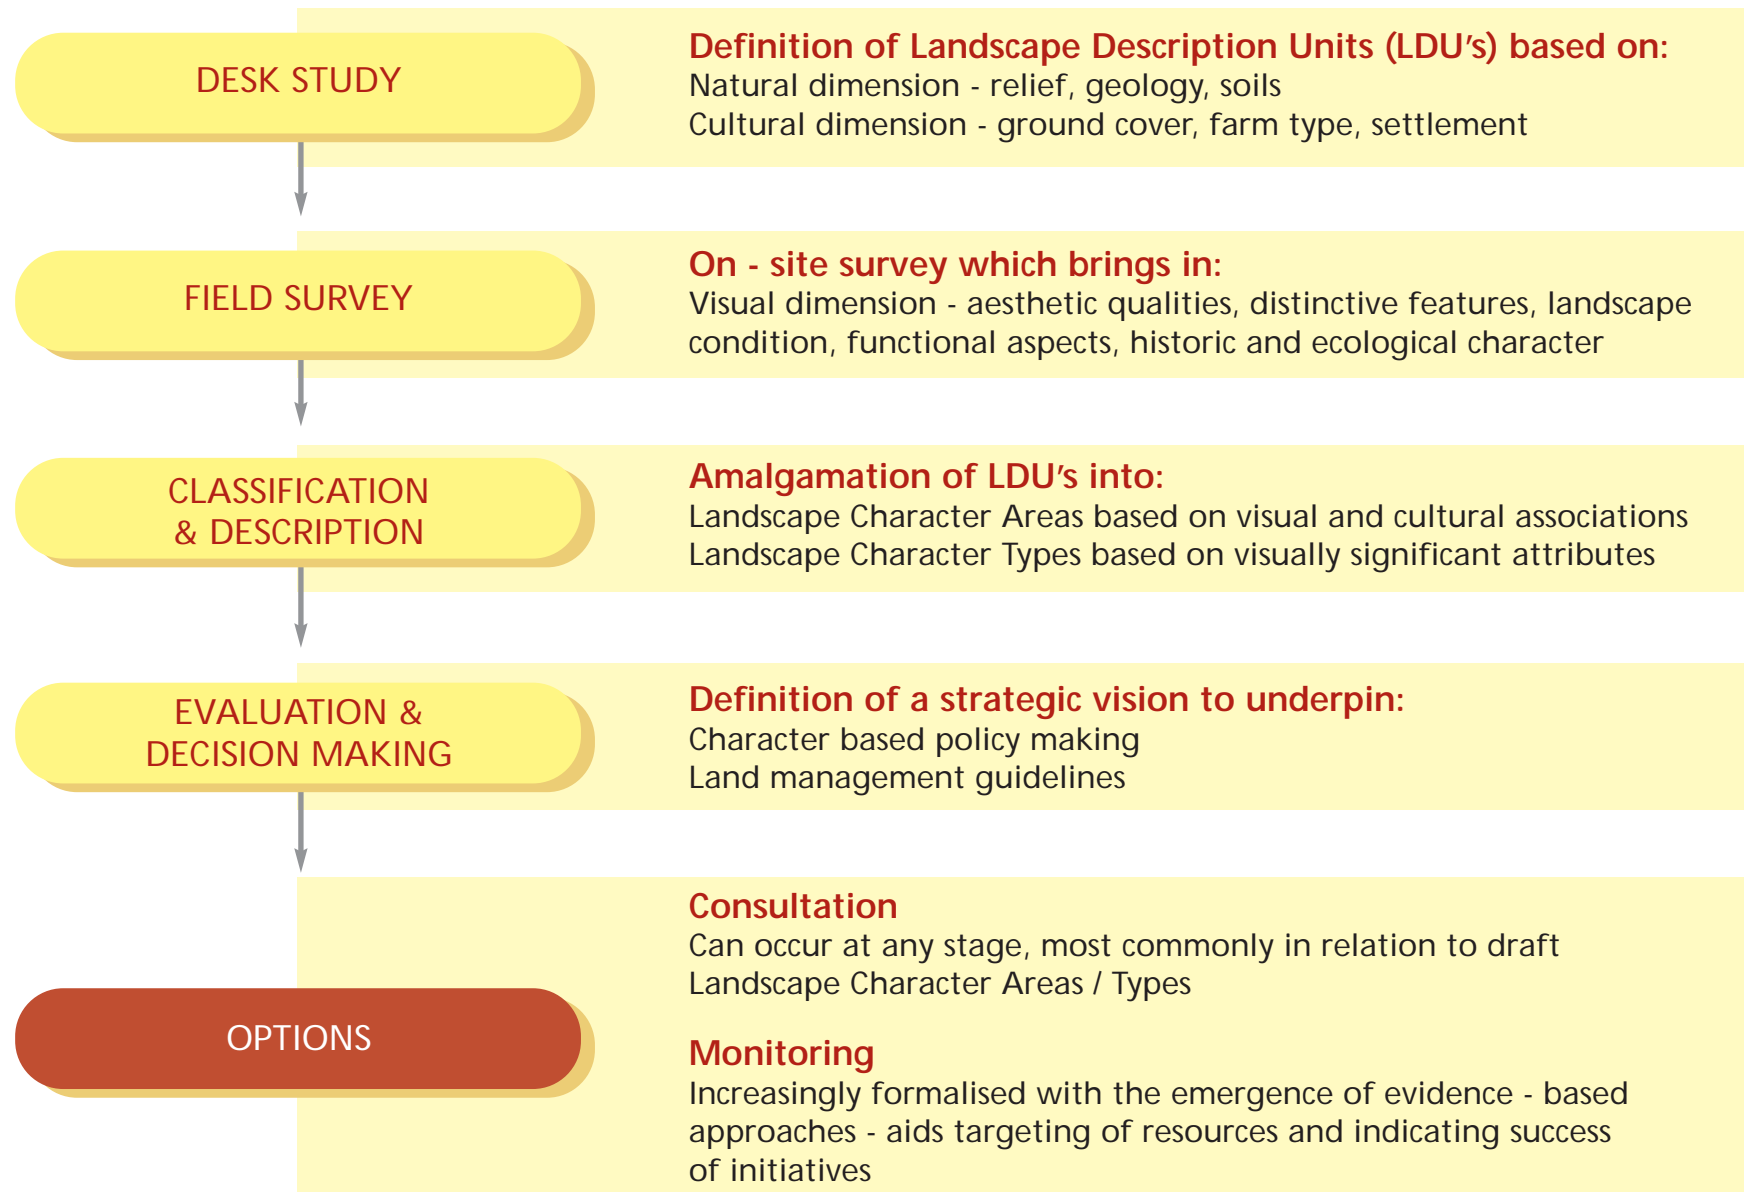 DESK STUDY
Definition of Landscape Description Units (LDU's) based on:
Natural dimension - relief, geology, soils
Cultural dimension - ground cover, farm type, settlement
FIELD SURVEY
On - site survey which brings in:
Visual dimension - aesthetic qualities, distinctive features, landscape
condition, functional aspects, historic and ecological character
CLASSIFICATION
& DESCRIPTION
Amalgamation of LDU's into:
Landscape Character Areas based on visual and cultural associations
Landscape Character Types based on visually significant attributes
EVALUATION &
DECISION MAKING
Definition of a strategic vision to underpin:
Character based policy making
Land management guidelines
OPTIONS
Consultation
Can occur at any stage, most commonly in relation to draft
Landscape Character Areas / Types
Monitoring
Increasingly formalised with the emergence of evidence - based
approaches - aids targeting of resources and indicating success
of initiatives